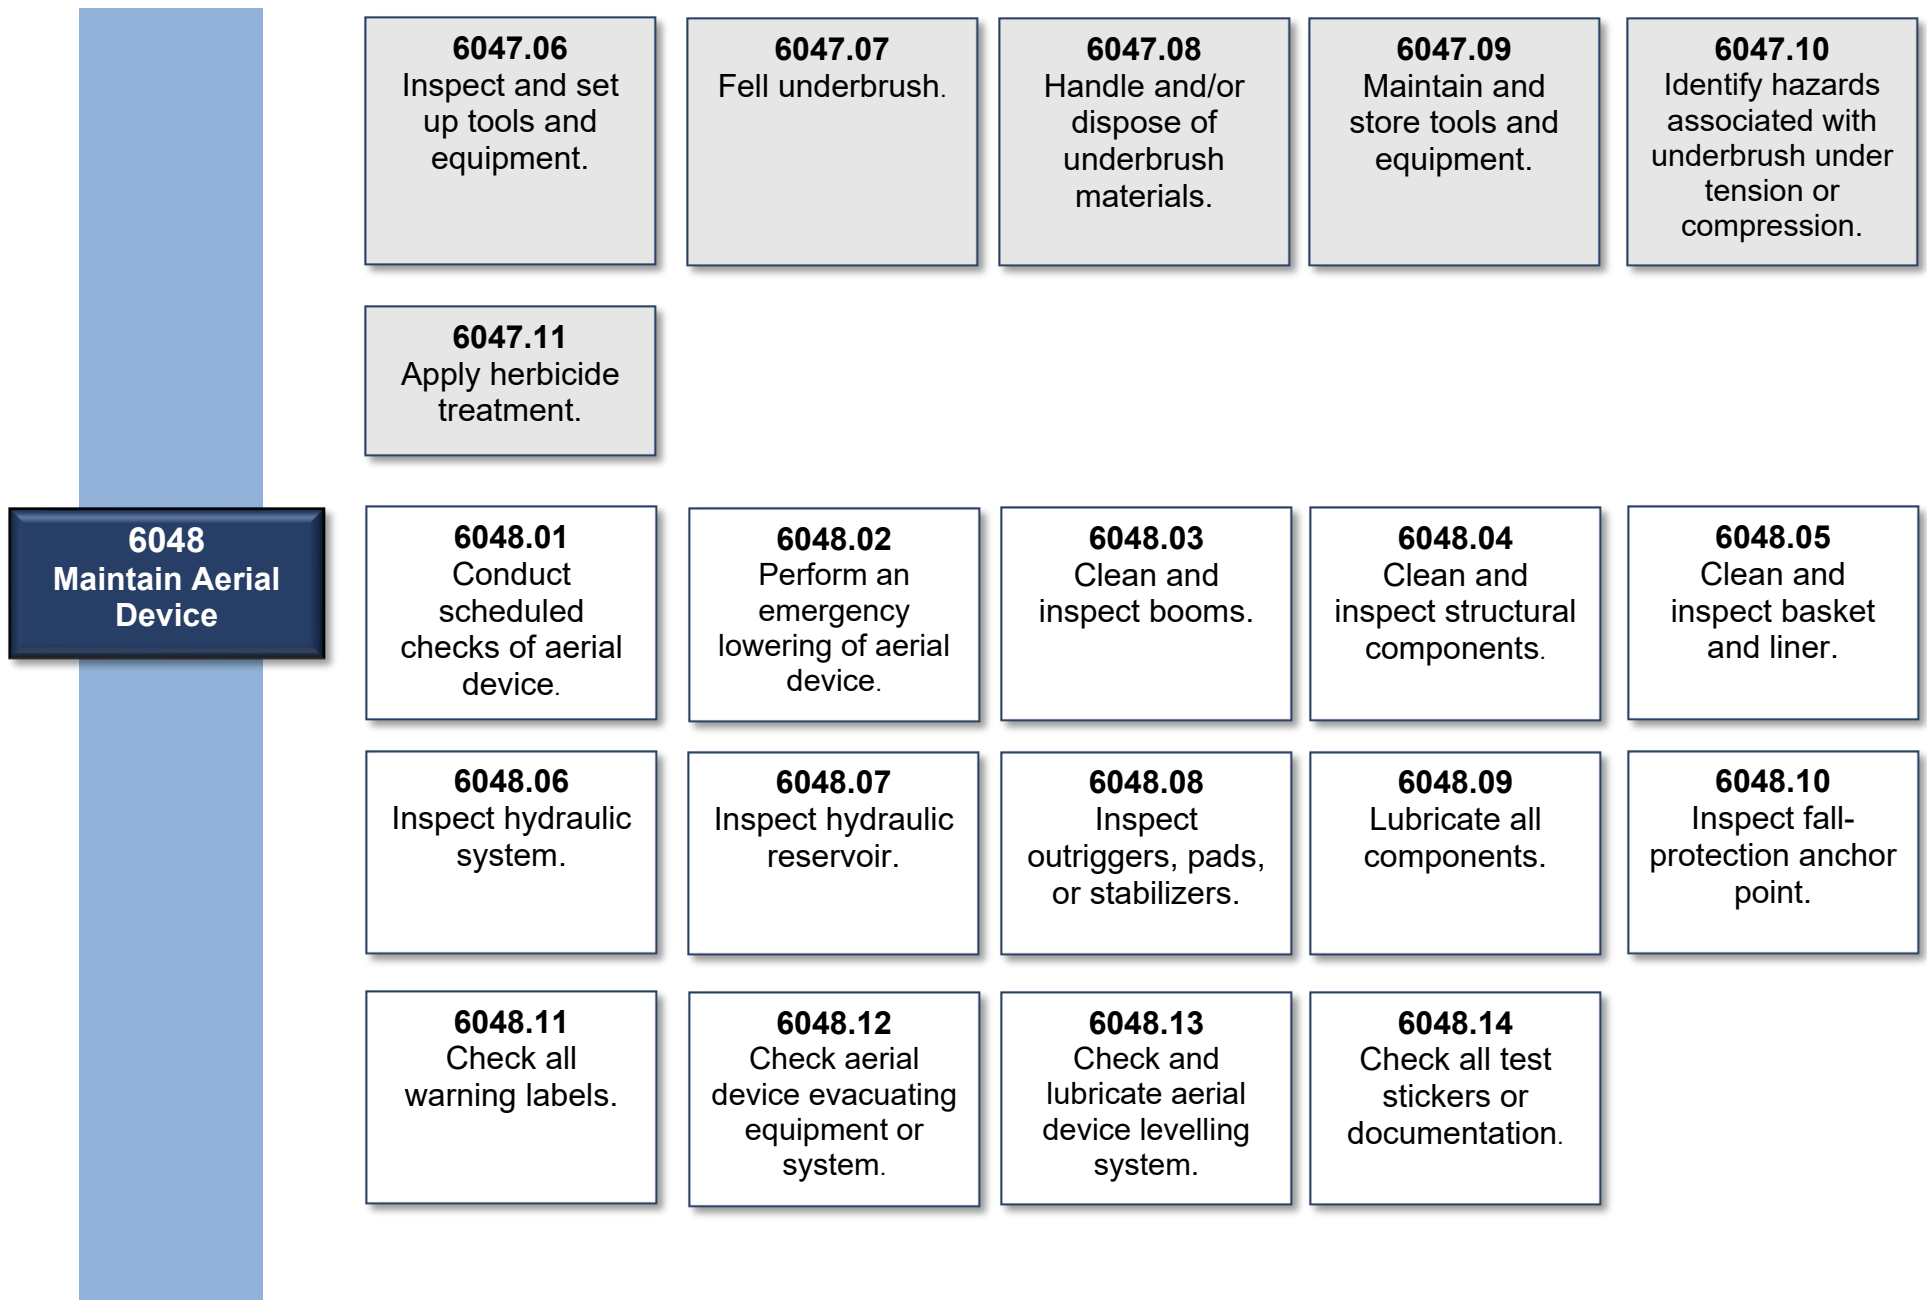 6047.06
Inspect and set
up tools and
equipment.
6047.07
Fell underbrush.
6047.08
Handle and/or
dispose of
underbrush
materials.
6047.09
Maintain and
store tools and
equipment.
6047.10
Identify hazards
associated with
underbrush under
tension or
compression.
6047.11
Apply herbicide
treatment.
6048
Maintain Aerial
Device
6048.01
Conduct
scheduled
checks of aerial
device.
6048.02
Perform an
emergency
lowering of aerial
device.
6048.03
Clean and
inspect booms.
6048.04
Clean and
inspect structural
components.
6048.05
Clean and
inspect basket
and liner.
6048.06
Inspect hydraulic
system.
6048.07
Inspect hydraulic
reservoir.
6048.08
Inspect
outriggers, pads,
or stabilizers.
6048.09
Lubricate all
components.
6048.10
Inspect fall-
protection anchor
point.
6048.11
Check all
warning labels.
6048.12
Check aerial
device evacuating
equipment or
system.
6048.13
Check and
lubricate aerial
device levelling
system.
6048.14
Check all test
stickers or
documentation.